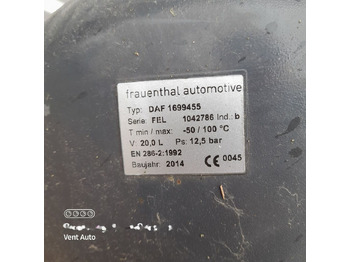 frauenthal automotive
Typ: DAF 1699455
Serie: FEL 1042786 Ind.: b
T min / max: -50 / 100 °C
V: 20,0 L Ps: 12,5 bar
EN 286-2:1992
Baujahr: 2014 CE 0045
Vent Auto